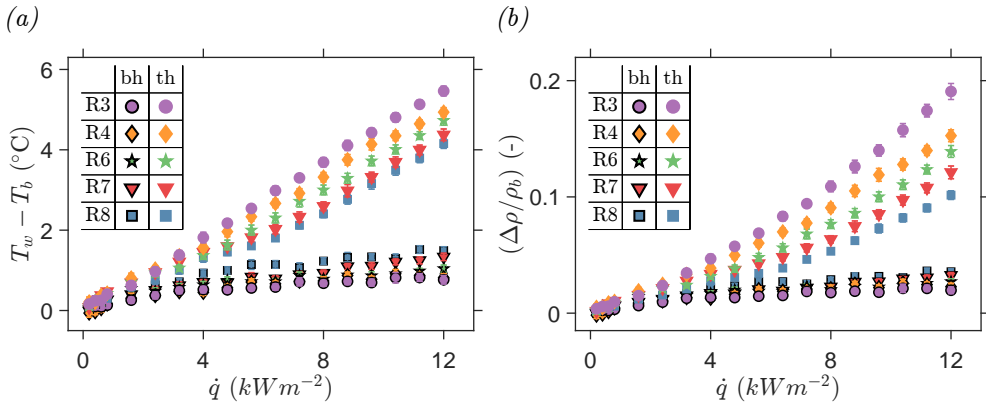 (a)
bh th
R3
R4
R6
R7
R8
6
4
2
0
T_w − T_b (°C)
0 4 8 12
q̇ (kWm⁻²)
(b)
bh th
R3
R4
R6
R7
R8
0.2
0.1
0
(Δρ/ρ_b) (-)
0 4 8 12
q̇ (kWm⁻²)